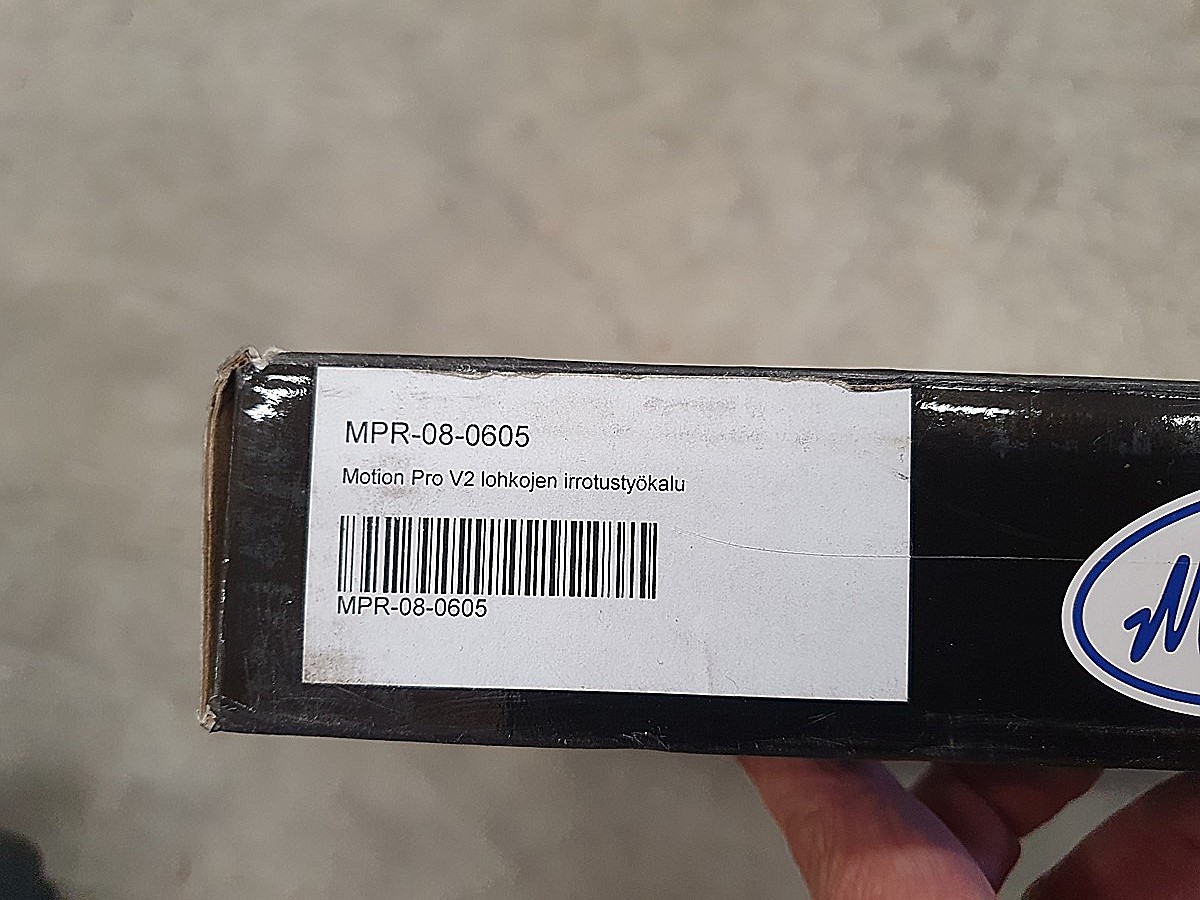 MPR-08-0605
Motion Pro V2 lohkojen irrotustyökalu
MPR-08-0605